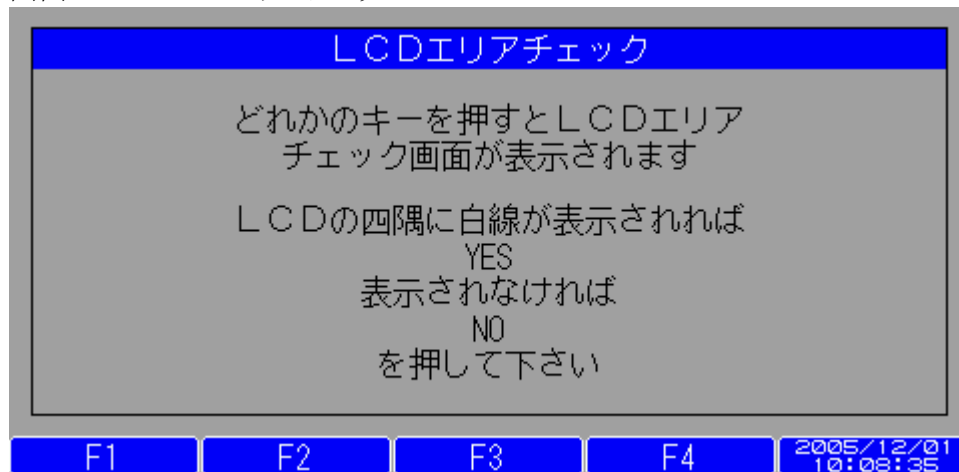 LCDエリアチェック
どれかのキーを押すとLCDエリア
チェック画面が表示されます
LCDの四隅に白線が表示されれば
YES
表示されなければ
NO
を押して下さい
F1 F2 F3 F4 2005/12/01
10:08:35